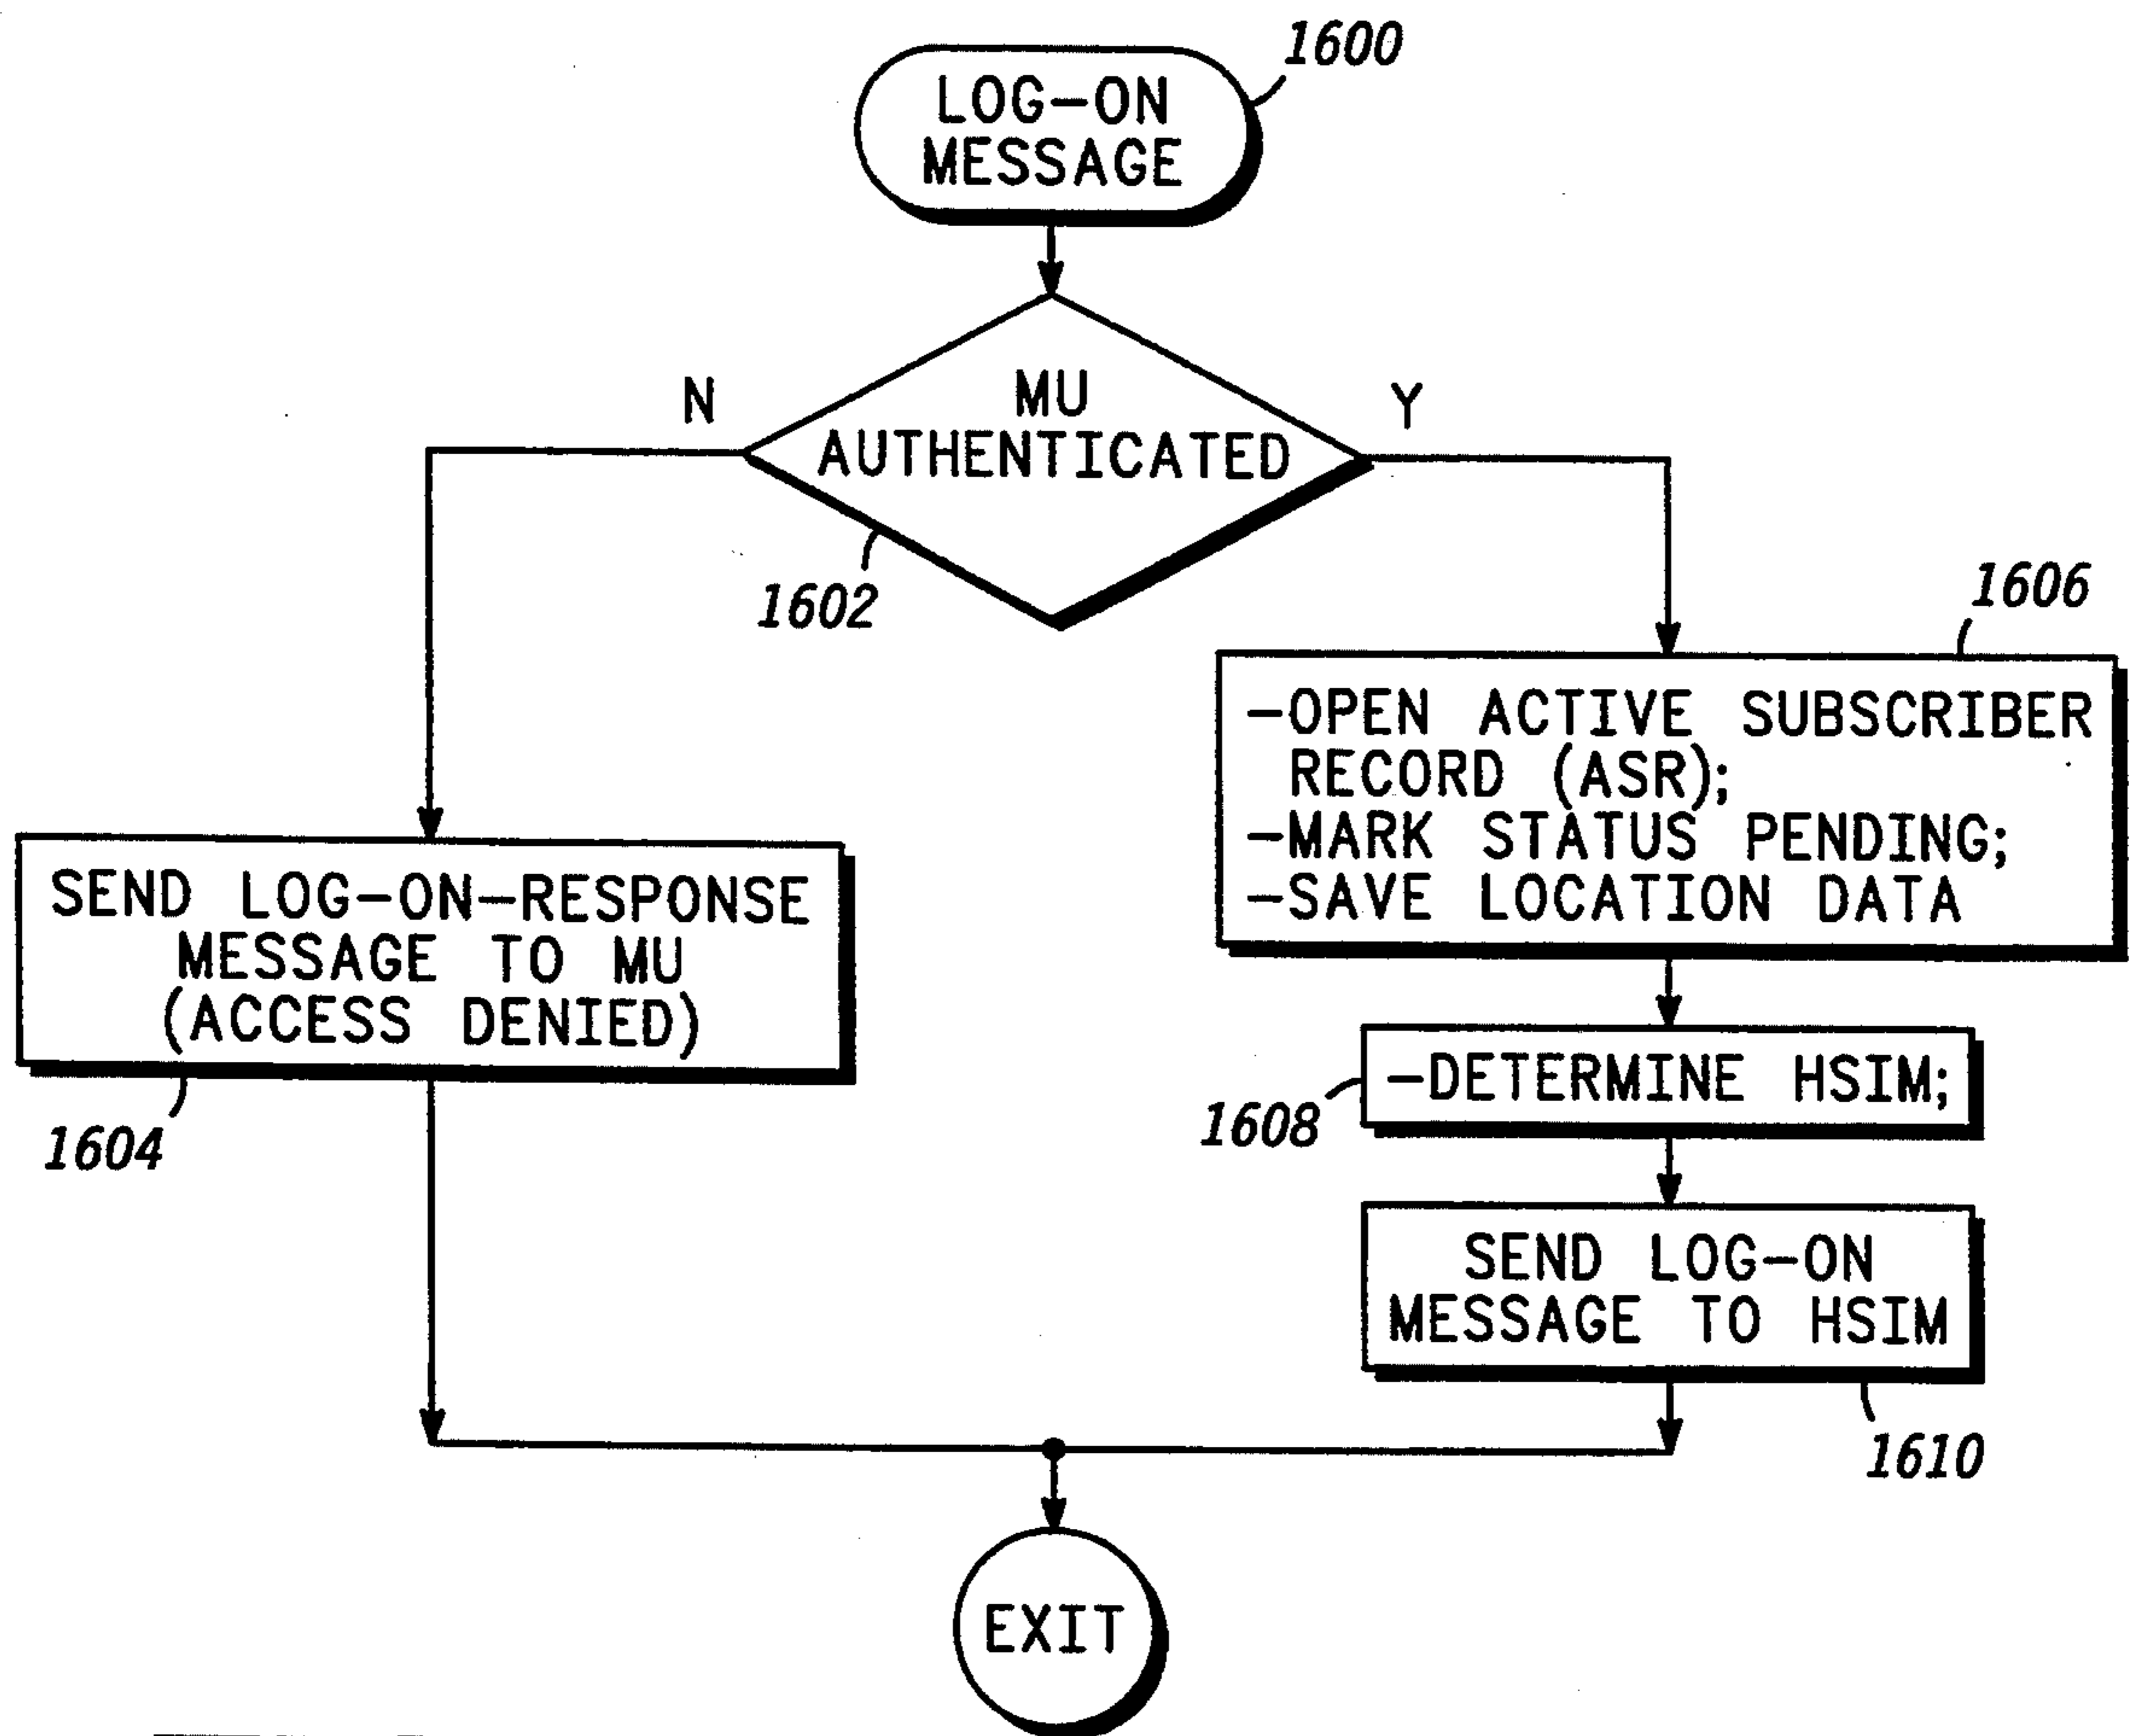 1600
LOG-ON
MESSAGE
N
MU
AUTHENTICATED
Y
1602
1606
-OPEN ACTIVE SUBSCRIBER
RECORD (ASR);
-MARK STATUS PENDING;
-SAVE LOCATION DATA
SEND LOG-ON-RESPONSE
MESSAGE TO MU
(ACCESS DENIED)
1604
-DETERMINE HSIM;
1608
SEND LOG-ON
MESSAGE TO HSIM
1610
EXIT